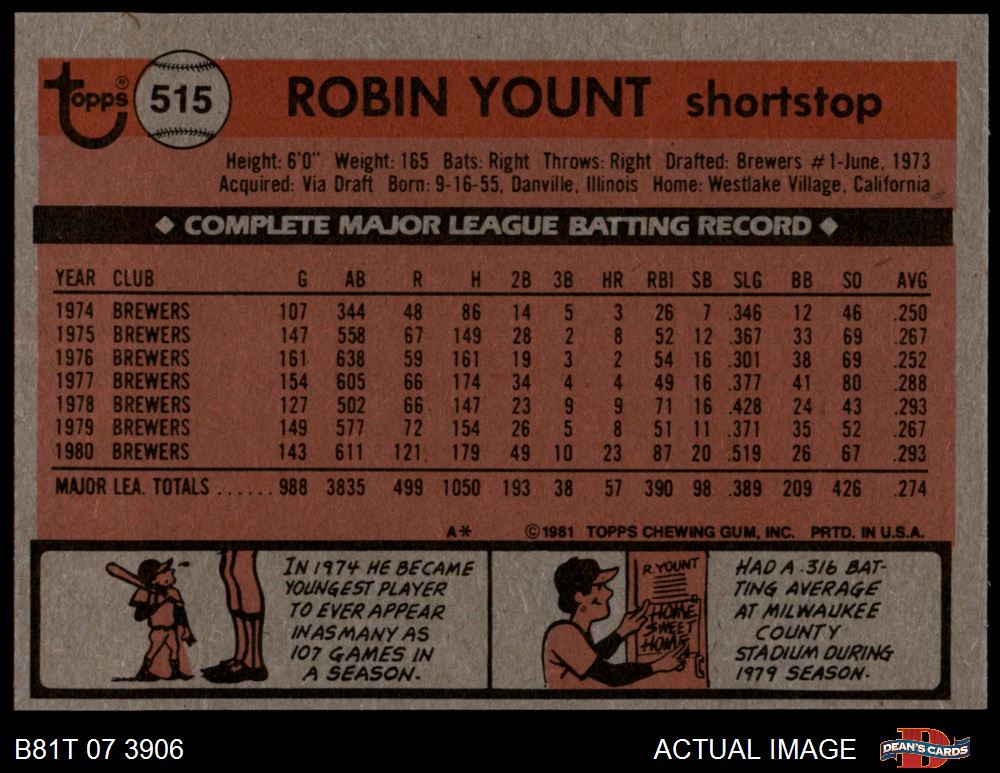 Topps® 515 ROBIN YOUNT shortstop
Height: 6'0" Weight: 165 Bats: Right Throws: Right Drafted: Brewers #1-June, 1973
Acquired: Via Draft Born: 9-16-55, Danville, Illinois Home: Westlake Village, California
◆ COMPLETE MAJOR LEAGUE BATTING RECORD ◆
YEAR CLUB G AB R H 2B 3B HR RBI SB SLG BB SO AVG
1974 BREWERS 107 344 48 86 14 5 3 26 7 .346 12 46 .250
1975 BREWERS 147 558 67 149 28 2 8 52 12 .367 33 69 .267
1976 BREWERS 161 638 59 161 19 3 2 54 16 .301 38 69 .252
1977 BREWERS 154 605 66 174 34 4 4 49 16 .377 41 80 .288
1978 BREWERS 127 502 66 147 23 9 9 71 16 .428 24 43 .293
1979 BREWERS 149 577 72 154 26 5 8 51 11 .371 35 52 .267
1980 BREWERS 143 611 121 179 49 10 23 87 20 .519 26 67 .293
MAJOR LEA. TOTALS ...... 988 3835 499 1050 193 38 57 390 98 .389 209 426 .274
A* ©1981 TOPPS CHEWING GUM, INC. PRTD. IN U.S.A.
IN 1974 HE BECAME
YOUNGEST PLAYER
TO EVER APPEAR
IN AS MANY AS
107 GAMES IN
A SEASON.
R. YOUNT
HOME
SWEET
HOME
HAD A .316 BAT-
TING AVERAGE
AT MILWAUKEE
COUNTY
STADIUM DURING
1979 SEASON.
B81T 07 3906 ACTUAL IMAGE DEAN'S CARDS